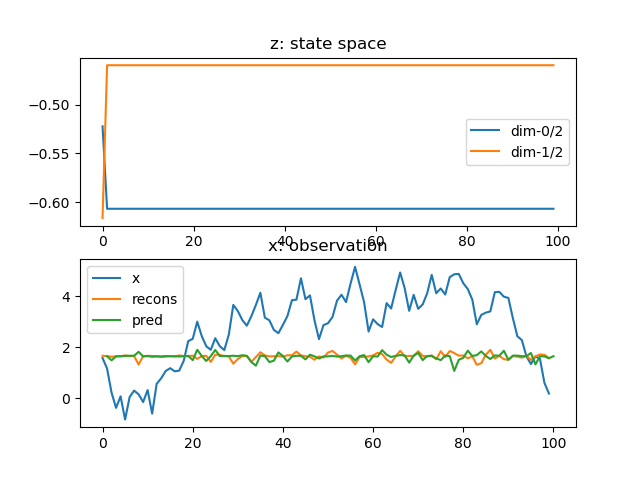 z: state space
−0.50
−0.55
−0.60
dim-0/2
dim-1/2
0 20 40 60 80 100
x: observation
4
2
0
x
recons
pred
0 20 40 60 80 100